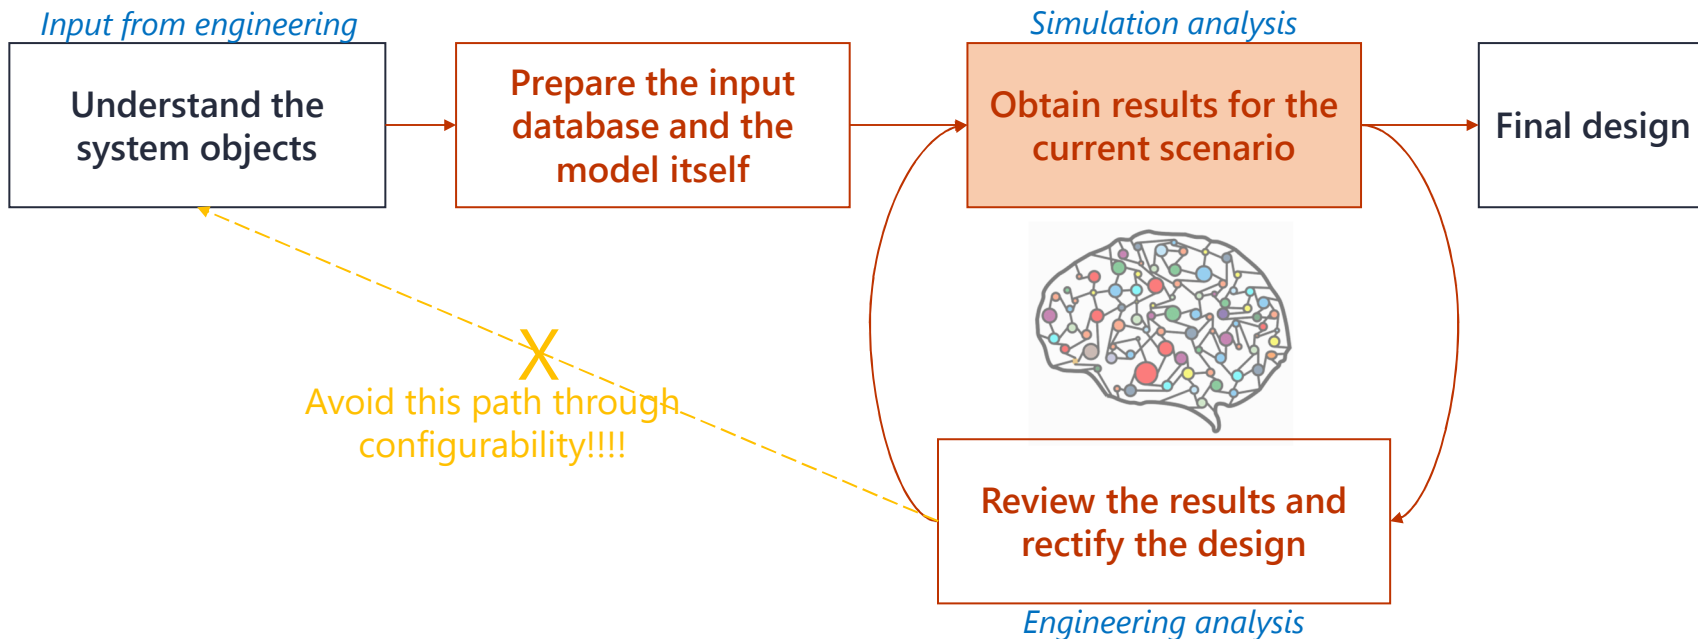 Input from engineering
Understand the
system objects
Prepare the input
database and the
model itself
Simulation analysis
Obtain results for the
current scenario
Final design
X
Avoid this path through
configurability!!!!
Review the results and
rectify the design
Engineering analysis